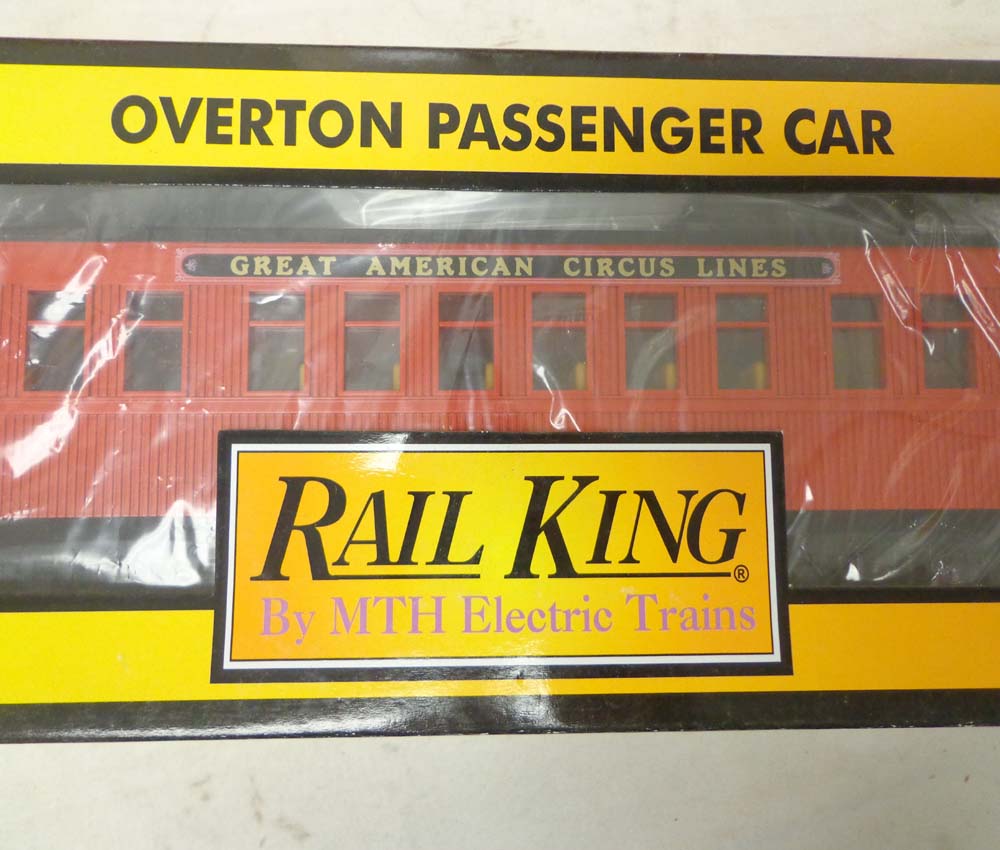 OVERTON PASSENGER CAR
GREAT AMERICAN CIRCUS LINES
RAIL KING®
By MTH Electric Trains